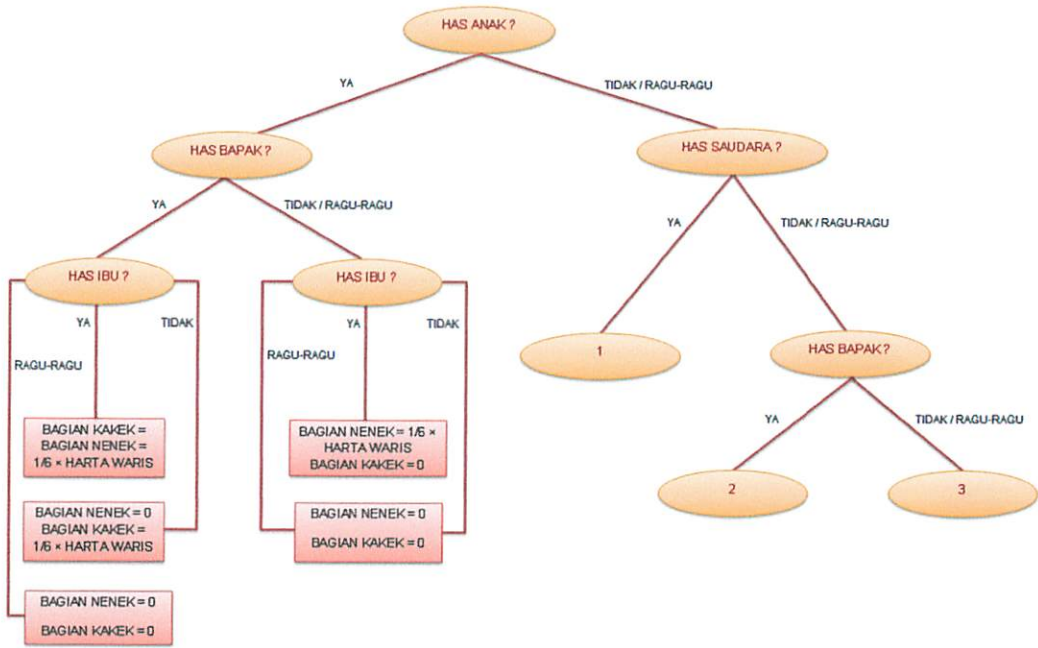 HAS ANAK ?
YA
TIDAK / RAGU-RAGU
HAS BAPAK ?
HAS SAUDARA ?
YA
TIDAK / RAGU-RAGU
YA
TIDAK / RAGU-RAGU
HAS IBU ?
HAS IBU ?
YA
TIDAK
RAGU-RAGU
YA
TIDAK
RAGU-RAGU
1
HAS BAPAK?
YA
TIDAK / RAGU-RAGU
BAGIAN KAKEK =
BAGIAN NENEK =
1/6 × HARTA WARIS
BAGIAN NENEK = 1/6 ×
HARTA WARIS
BAGIAN KAKEK = 0
2
3
BAGIAN NENEK = 0
BAGIAN KAKEK =
1/6 × HARTA WARIS
BAGIAN NENEK = 0
BAGIAN KAKEK = 0
BAGIAN NENEK = 0
BAGIAN KAKEK = 0